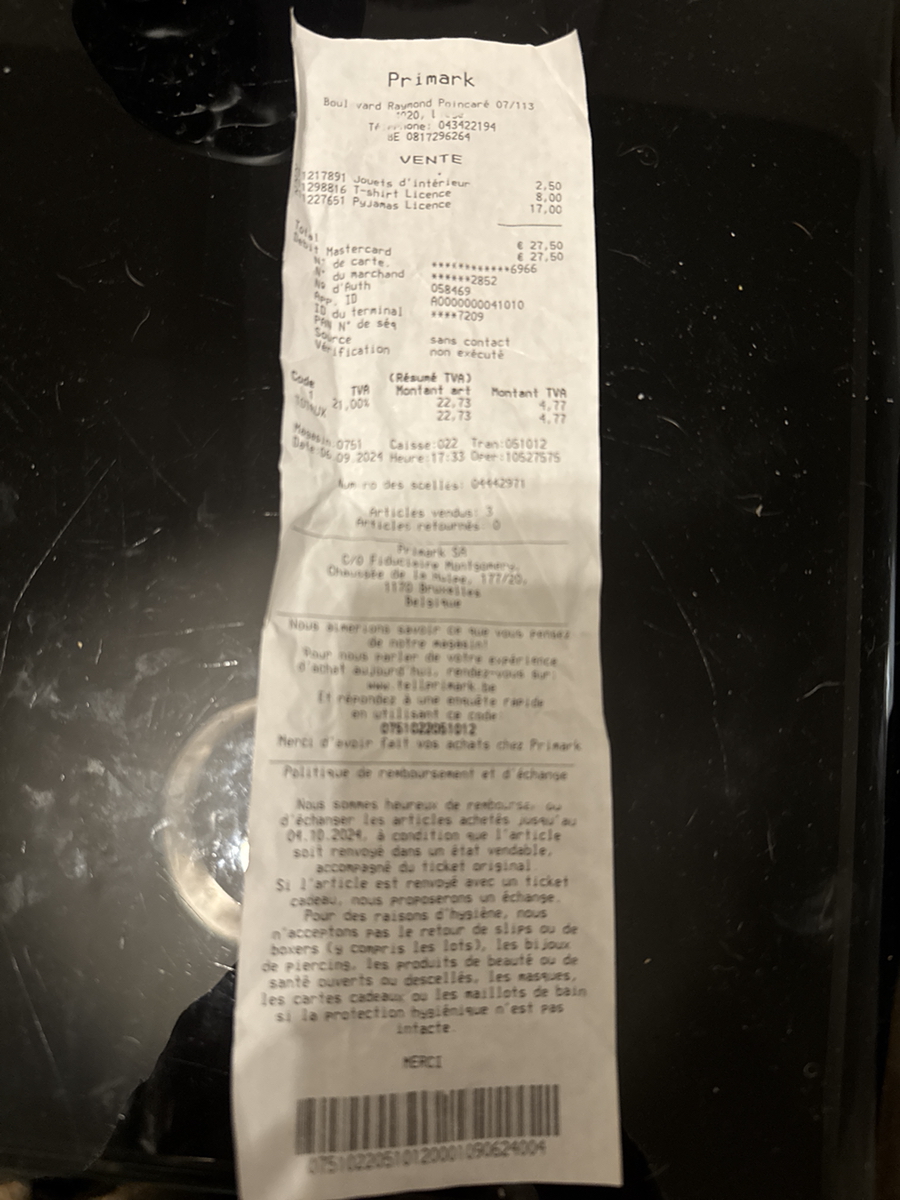 Primark
Raymond Poincaré 07/113
043422194
BE 0817296264
VENTE
1217891 Jouets d'intérieur 2,50
1298816 T-shirt Licence 8,00
1227651 Pyjamas Licence 17,00
Total € 27,50
Debit Mastercard € 27,50
N° de carte. ************6966
N° du marchand ******2852
N° d'Auth 058469
App. ID A0000000041010
ID du terminal ****7209
PAN N° de séq
Source sans contact
Vérification non exécuté
(Résumé TVA)
Code TVA Montant art Montant TVA
1 21,00% 22,73 4,77
TOTAUX 22,73 4,77
Magasin:0751 Caisse:022 Tran:051012
Date:06.09.2024 Heure:17:33 Oper:10527575
des scellés: 04442971
Articles vendus: 3
Articles retournés 0
Primark SA
C/O Fiduciaire Montgomery,
Chaussée de la Hulpe, 177/20,
1170 Bruxelles
Belgique
Nous aimerions savoir ce que vous pensez
de notre magasin!
Pour nous parler de votre expérience
d'achat aujourd'hui, rendez-vous sur:
www.tellprimark.be
Et répondez à une enquête rapide
en utilisant ce code:
0751022051012
Merci d'avoir fait vos achats chez Primark
Politique de remboursement et d'échange
Nous sommes heureux de rembourser ou
d'échanger les articles achetés jusqu'au
04.10.2024, à condition que l'article
soit renvoyé dans un état vendable,
accompagné du ticket original.
Si l'article est renvoyé avec un ticket
cadeau, nous proposerons un échange.
Pour des raisons d'hygiène, nous
n'acceptons pas le retour de slips ou de
boxers (y compris les lots), les bijoux
de piercing, les produits de beauté ou de
santé ouverts ou descellés, les masques,
les cartes cadeaux ou les maillots de bain
si la protection hygiénique n'est pas
intacte.
MERCI
07510220510120001090624004